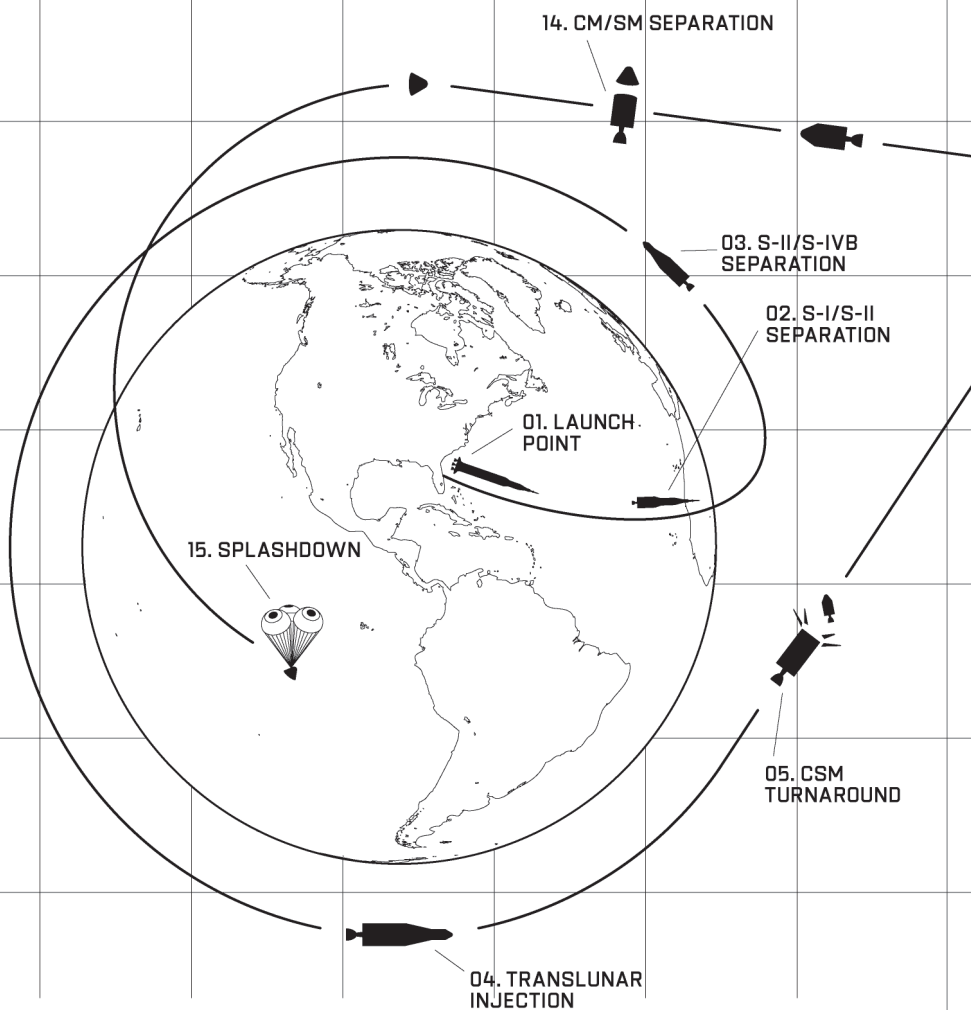 14. CM/SM SEPARATION
03. S-II/S-IVB
SEPARATION
02. S-I/S-II
SEPARATION
01. LAUNCH
POINT
15. SPLASHDOWN
05. CSM
TURNAROUND
04. TRANSLUNAR
INJECTION